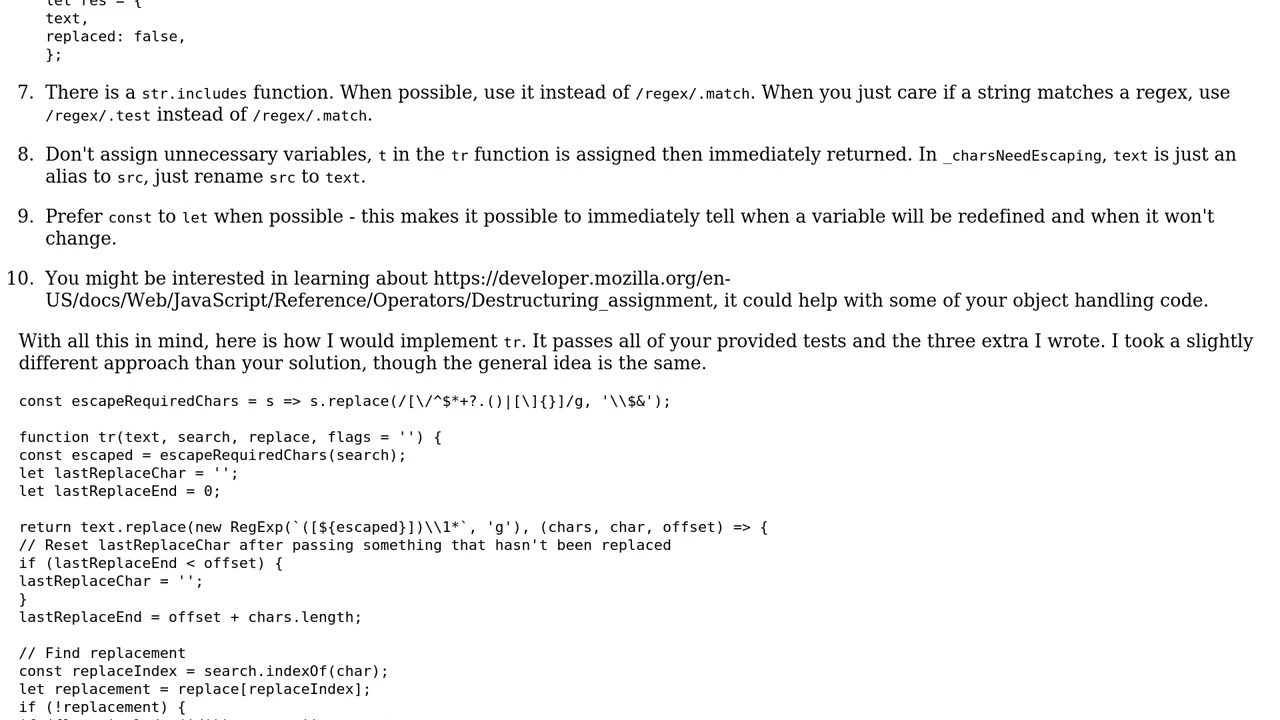 let res = {
text,
replaced: false,
};
7. There is a str.includes function. When possible, use it instead of /regex/.match. When you just care if a string matches a regex, use
/regex/.test instead of /regex/.match.
8. Don't assign unnecessary variables, t in the tr function is assigned then immediately returned. In _charsNeedEscaping, text is just an
alias to src, just rename src to text.
9. Prefer const to let when possible - this makes it possible to immediately tell when a variable will be redefined and when it won't
change.
10. You might be interested in learning about https://developer.mozilla.org/en-
US/docs/Web/JavaScript/Reference/Operators/Destructuring_assignment, it could help with some of your object handling code.
With all this in mind, here is how I would implement tr. It passes all of your provided tests and the three extra I wrote. I took a slightly
different approach than your solution, though the general idea is the same.
const escapeRequiredChars = s => s.replace(/[\/^$*+?.()|[\]{}]/g, '\\$&');
function tr(text, search, replace, flags = '') {
const escaped = escapeRequiredChars(search);
let lastReplaceChar = '';
let lastReplaceEnd = 0;
return text.replace(new RegExp(`([${escaped}])\\1*`, 'g'), (chars, char, offset) => {
// Reset lastReplaceChar after passing something that hasn't been replaced
if (lastReplaceEnd < offset) {
lastReplaceChar = '';
}
lastReplaceEnd = offset + chars.length;
// Find replacement
const replaceIndex = search.indexOf(char);
let replacement = replace[replaceIndex];
if (!replacement) {